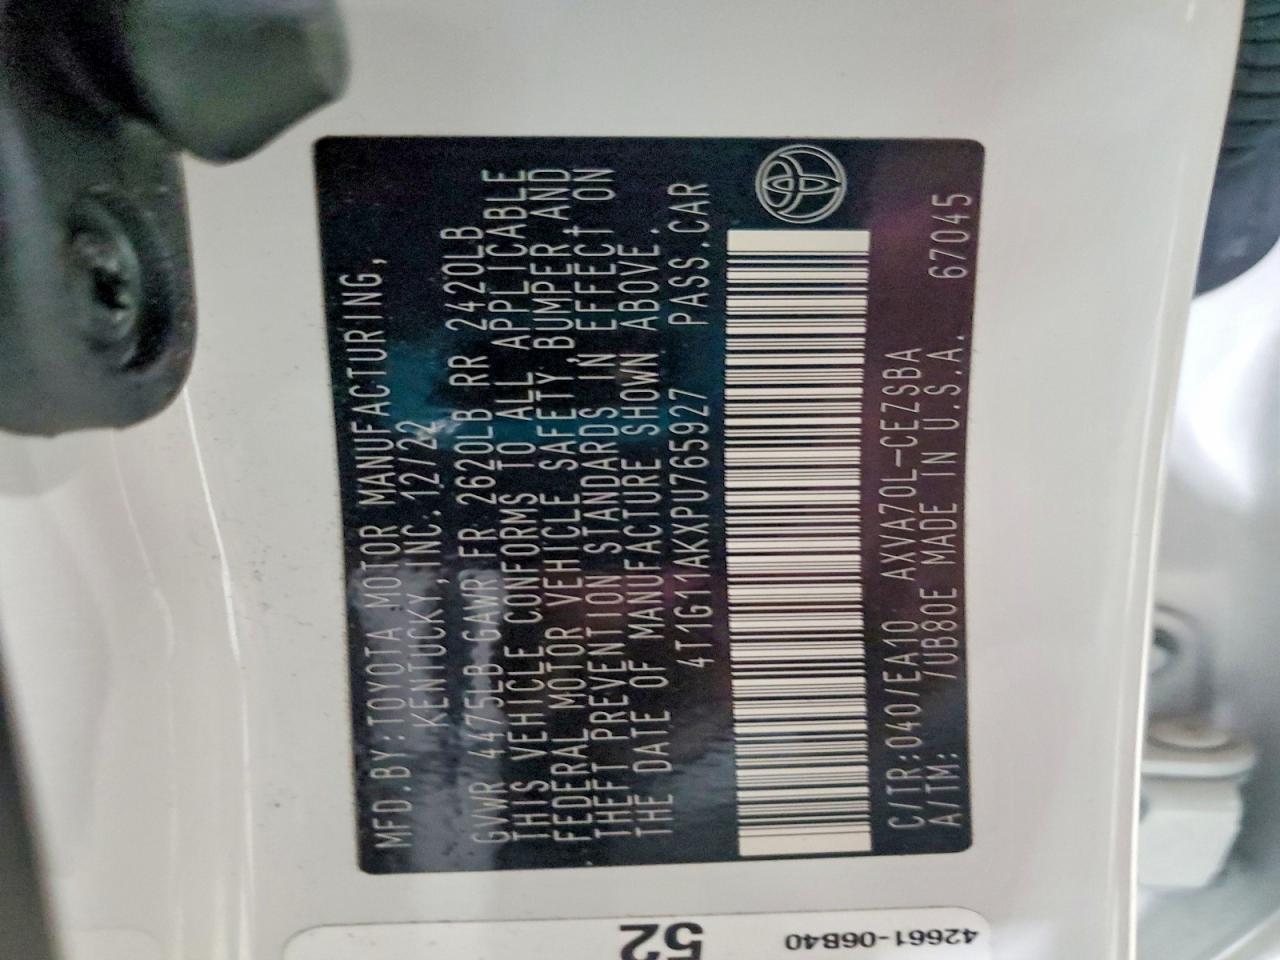 MFD.BY:TOYOTA MOTOR MANUFACTURING,
KENTUCKY,INC.12/22
GVWR 4475LB GAWR FR 2620LB RR 2420LB
THIS VEHICLE CONFORMS TO ALL APPLICABLE
FEDERAL MOTOR VEHICLE SAFETY,BUMPER,AND
THEFT PREVENTION STANDARDS IN EFFECT ON
THE DATE OF MANUFACTURE SHOWN ABOVE.
4T1G11AKXPU765927 PASS.CAR
C/TR:040/EA10 AXVA70L-CEZSBA
A/TM: /UB80E MADE IN U.S.A. 67045
42661-06B40
52